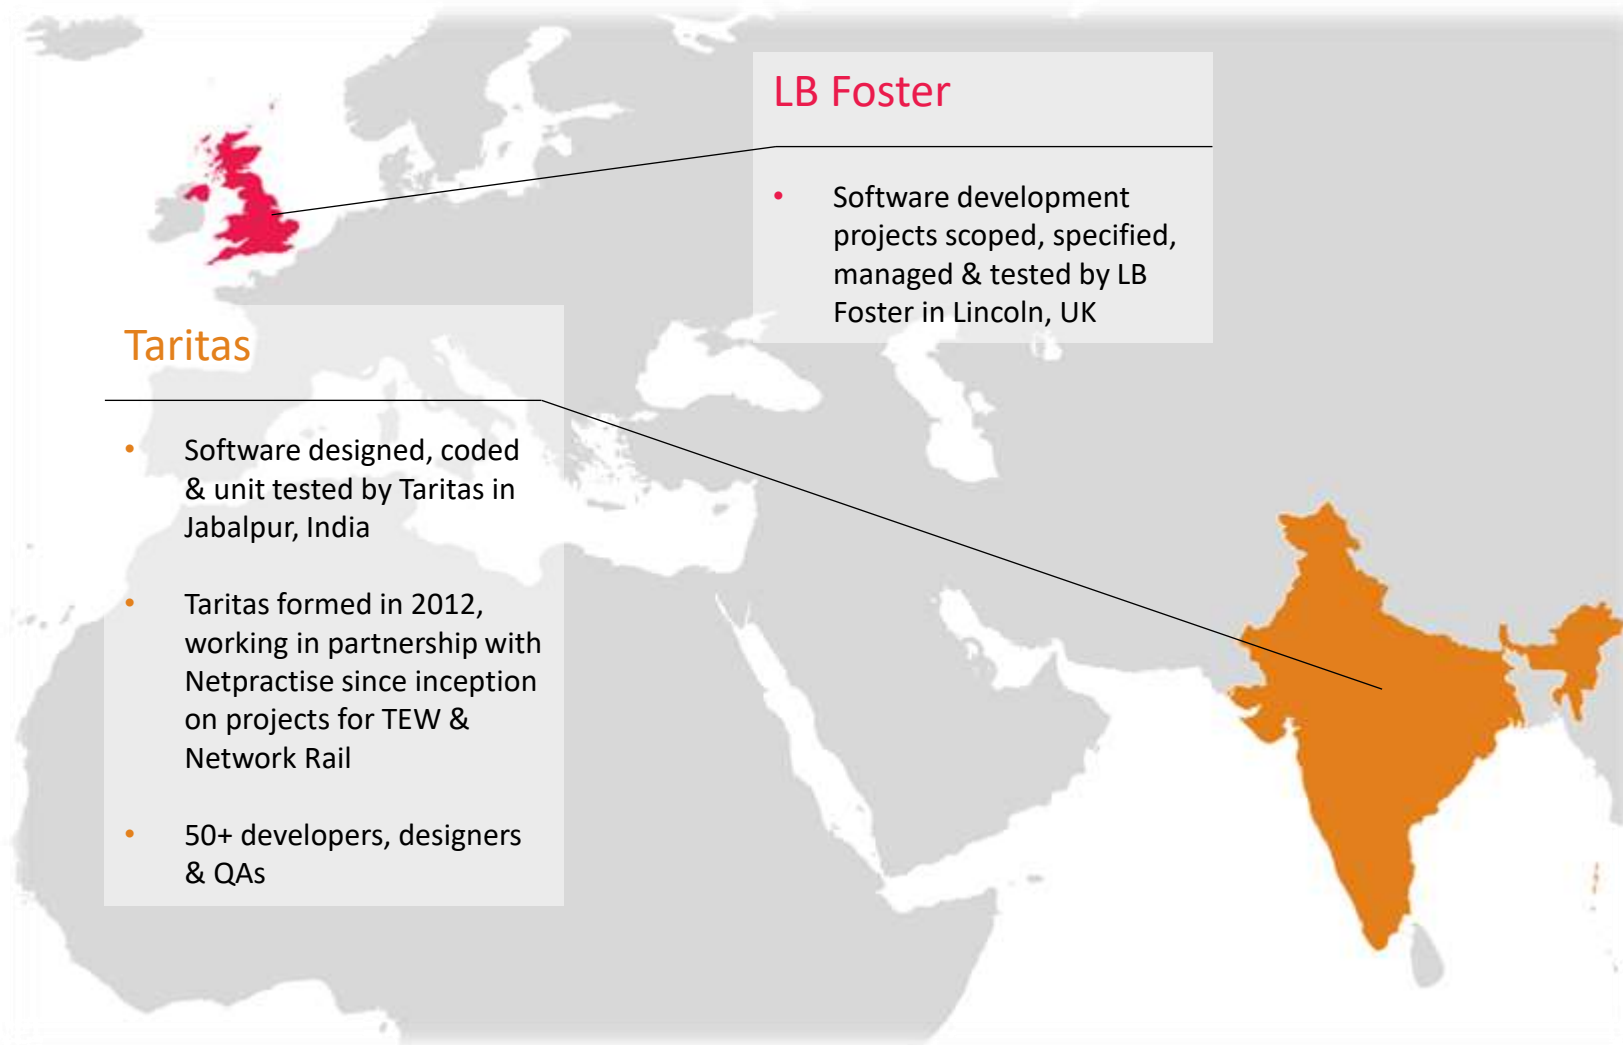 LB Foster
• Software development
projects scoped, specified,
managed & tested by LB
Foster in Lincoln, UK
Taritas
• Software designed, coded
& unit tested by Taritas in
Jabalpur, India
• Taritas formed in 2012,
working in partnership with
Netpractise since inception
on projects for TEW &
Network Rail
• 50+ developers, designers
& QAs